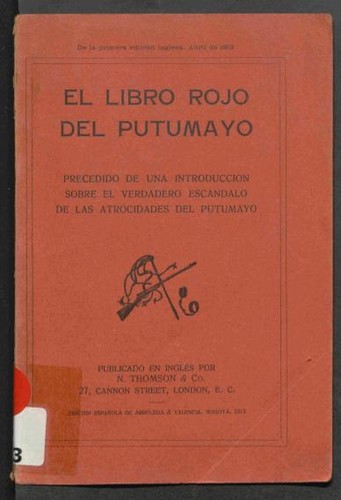 De la primera edición inglesa, Abril de 1913
EL LIBRO ROJO
DEL PUTUMAYO
PRECEDIDO DE UNA INTRODUCCION
SOBRE EL VERDADERO ESCANDALO
DE LAS ATROCIDADES DEL PUTUMAYO
PUBLICADO EN INGLES POR
N. THOMSON & Co.
27, CANNON STREET, LONDON, E. C.
EDICIÓN ESPAÑOLA DE ARBOLEDA & VALENCIA, BOGOTÁ, 1913